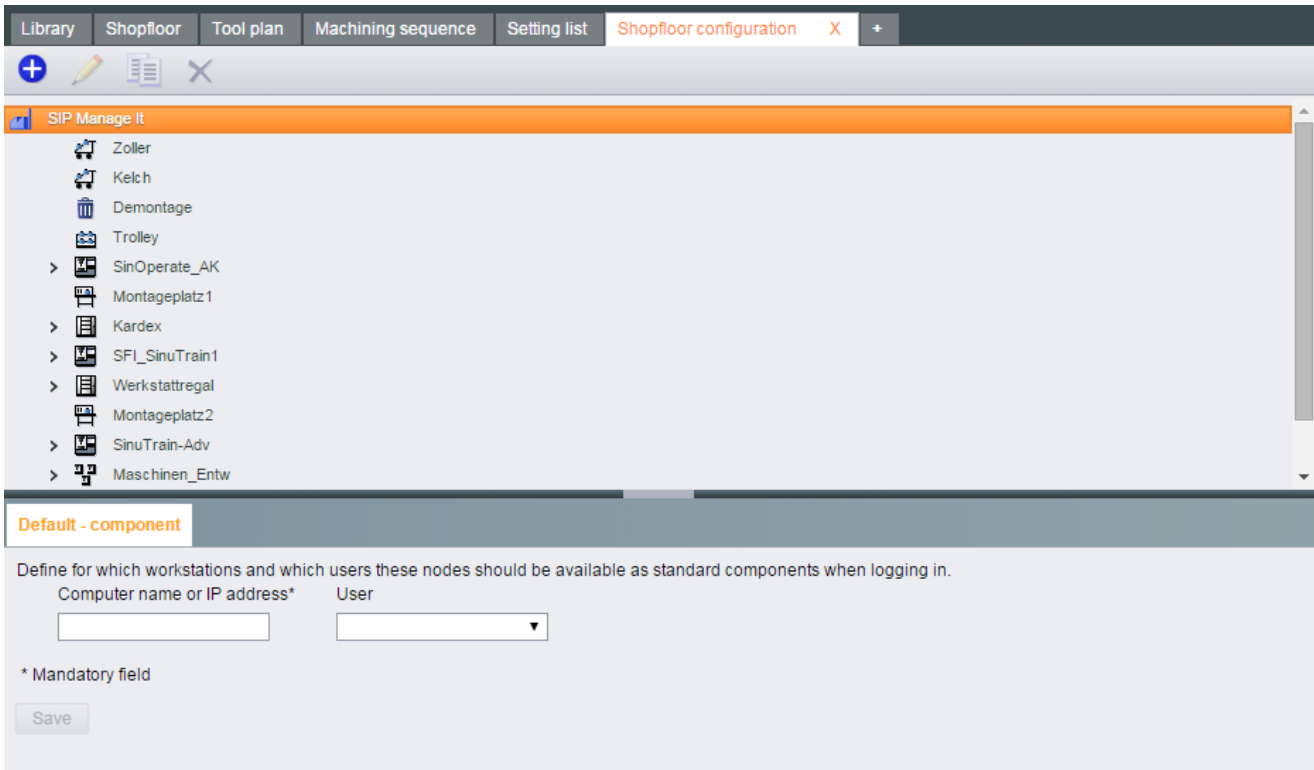 Library Shopfloor Tool plan Machining sequence Setting list Shopfloor configuration X +
SIP Manage It
Zoller
Kelch
Demontage
Trolley
SinOperate_AK
Montageplatz1
Kardex
SFI_SinuTrain1
Werkstattregal
Montageplatz2
SinuTrain-Adv
Maschinen_Entw
Default - component
Define for which workstations and which users these nodes should be available as standard components when logging in.
Computer name or IP address* User
* Mandatory field
Save